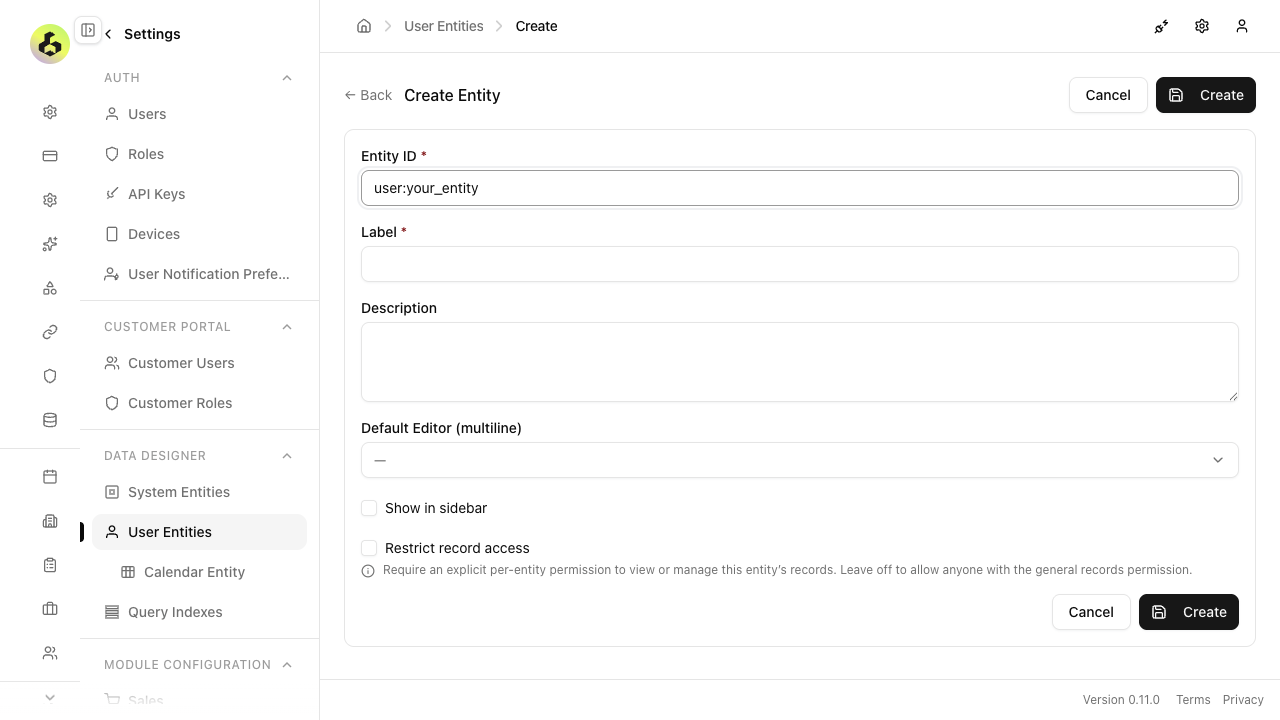 Settings
AUTH
Users
Roles
API Keys
Devices
User Notification Prefe...
CUSTOMER PORTAL
Customer Users
Customer Roles
DATA DESIGNER
System Entities
User Entities
Calendar Entity
Query Indexes
MODULE CONFIGURATION
Sales
User Entities
Create
← Back
Create Entity
Cancel
Create
Entity ID *
user:your_entity
Label *
Description
Default Editor (multiline)
—
Show in sidebar
Restrict record access
Require an explicit per-entity permission to view or manage this entity's records. Leave off to allow anyone with the general records permission.
Cancel
Create
Version 0.11.0
Terms
Privacy